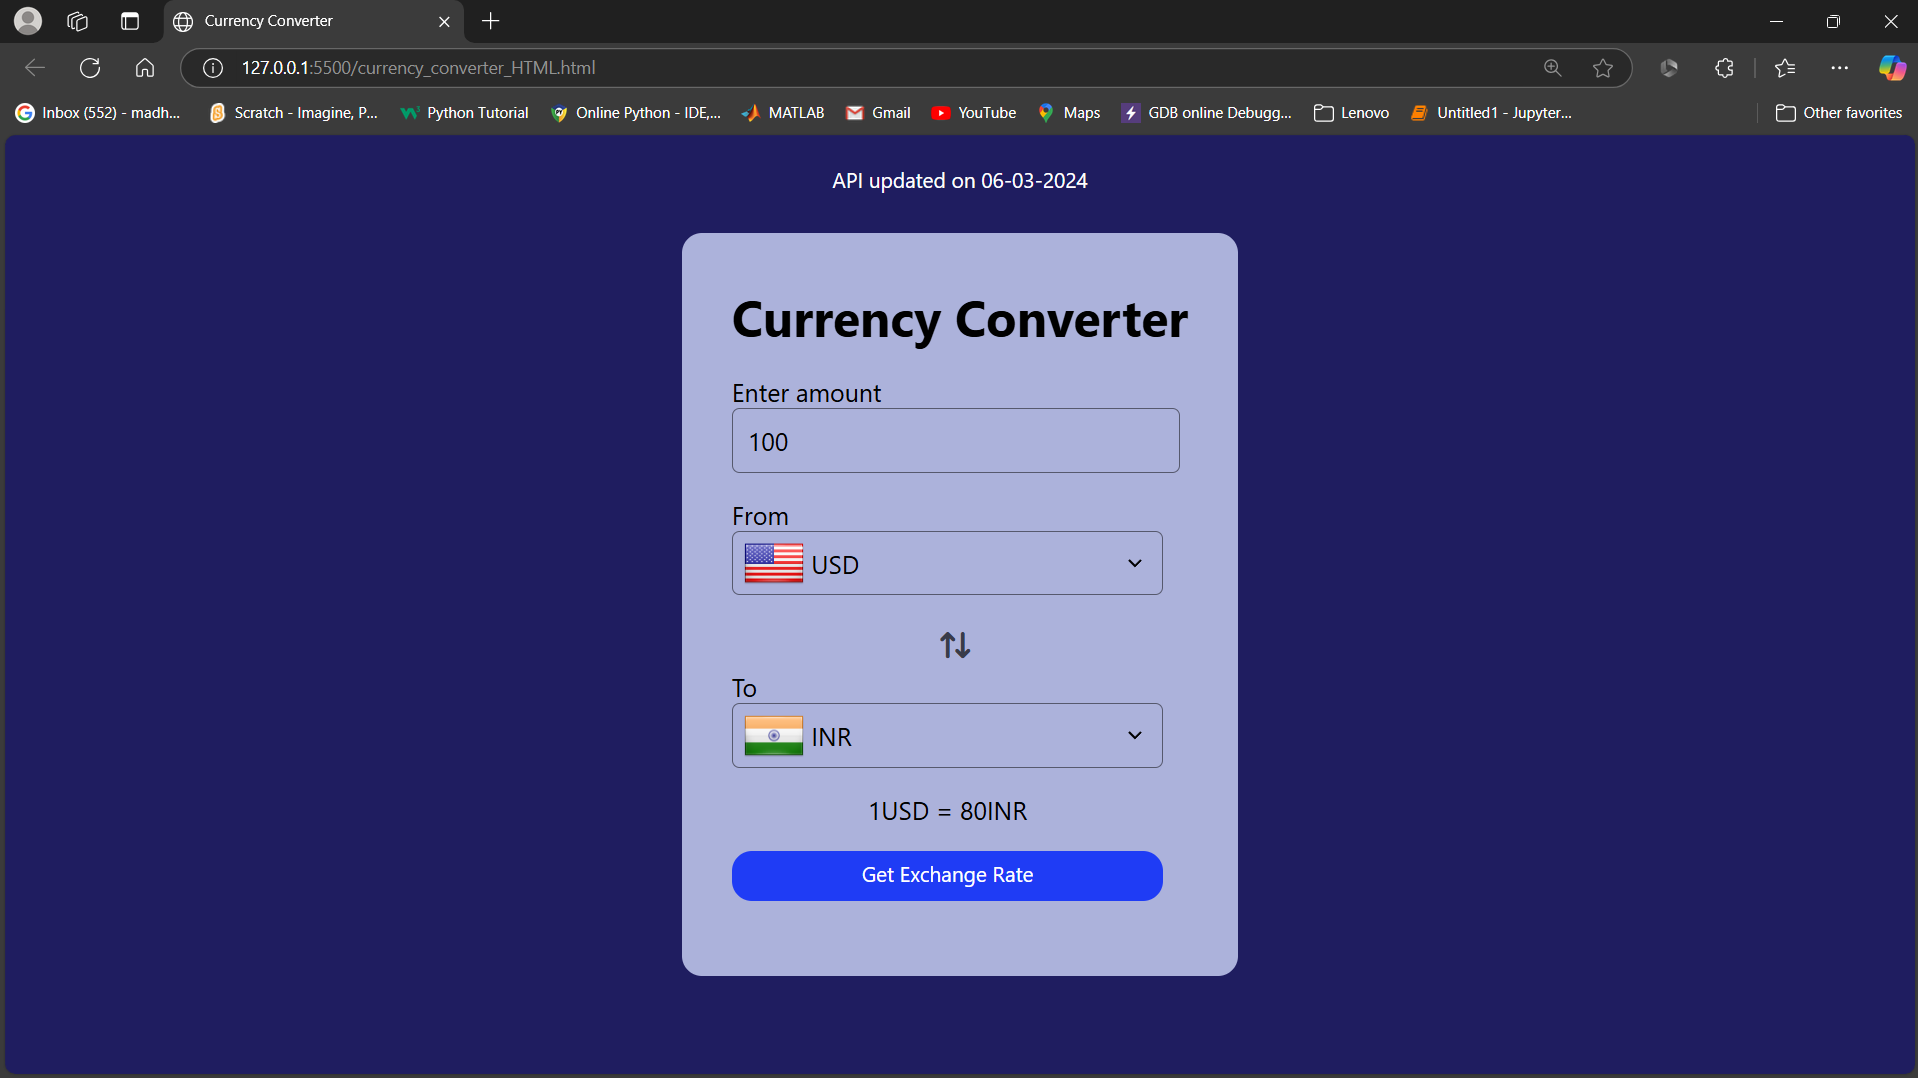 Currency Converter
127.0.0.1:5500/currency_converter_HTML.html
Inbox (552) - madh... Scratch - Imagine, P... Python Tutorial Online Python - IDE,... MATLAB Gmail YouTube Maps GDB online Debugg... Lenovo Untitled1 - Jupyter... Other favorites
API updated on 06-03-2024
Currency Converter
Enter amount
100
From
USD
To
INR
1USD = 80INR
Get Exchange Rate